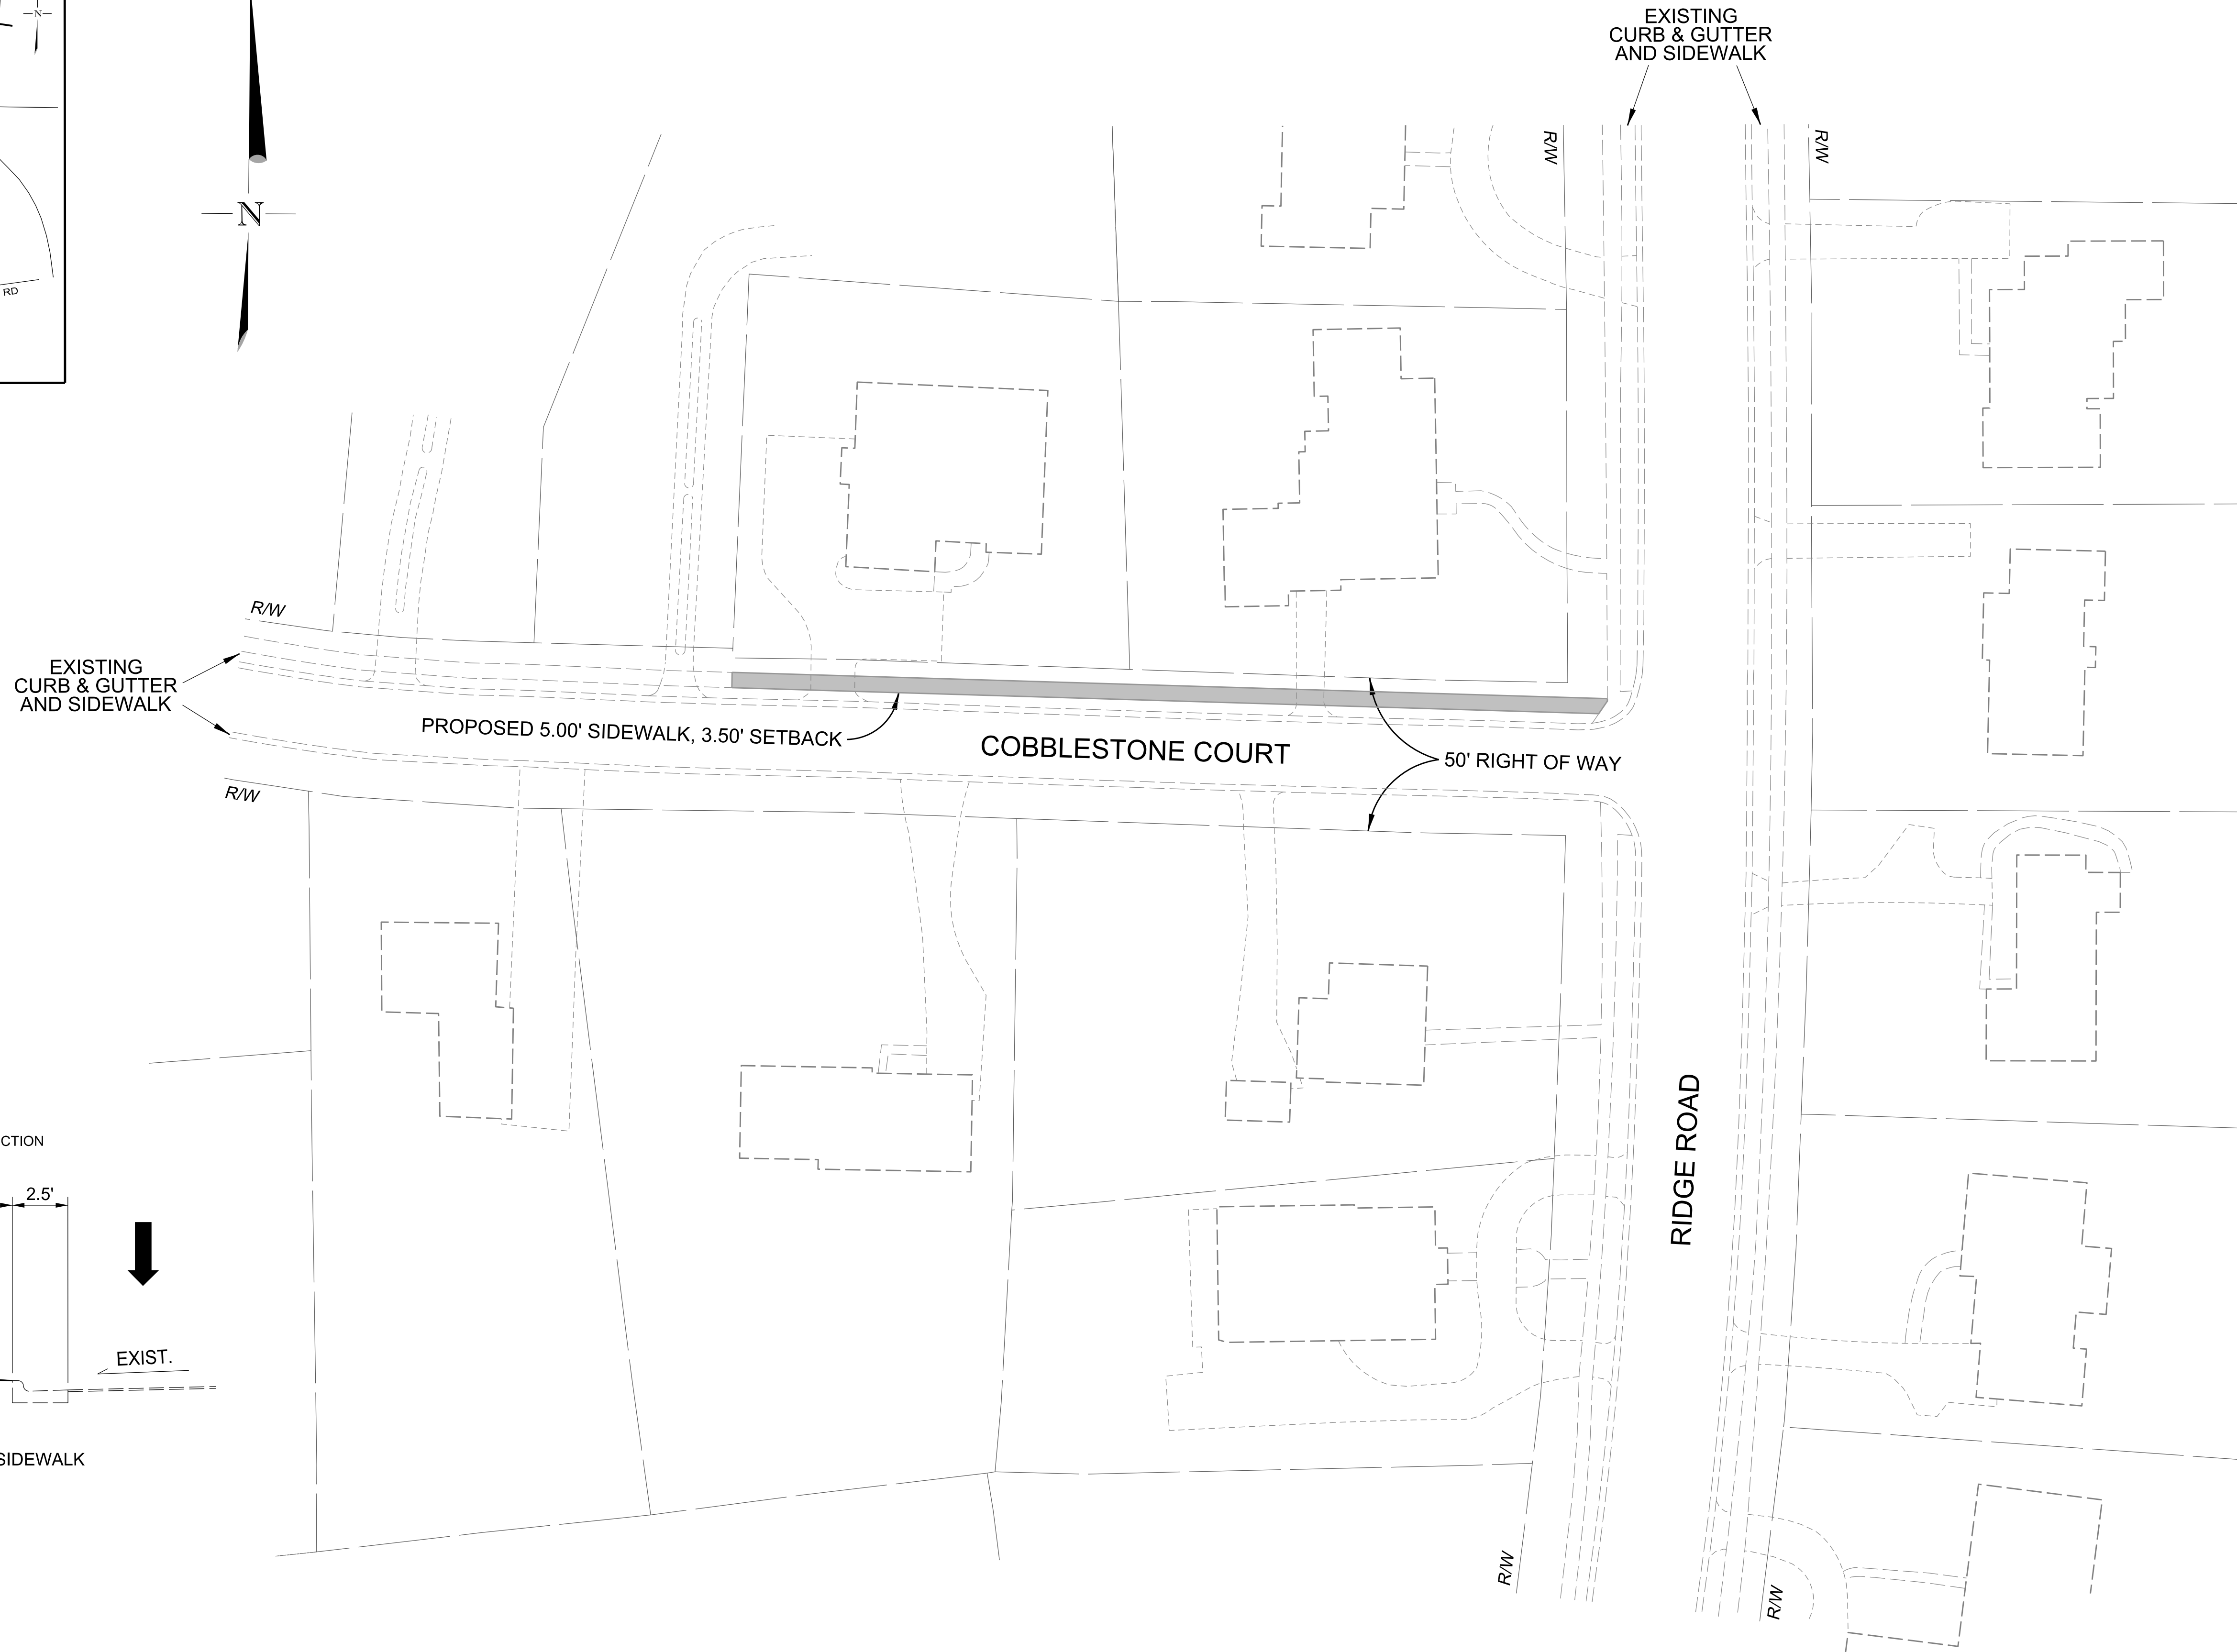 N
RD
N
EXISTING
CURB & GUTTER
AND SIDEWALK
R/W
R/W
R/W
EXISTING
CURB & GUTTER
AND SIDEWALK
PROPOSED 5.00' SIDEWALK, 3.50' SETBACK
COBBLESTONE COURT
50' RIGHT OF WAY
R/W
RIDGE ROAD
CTION
2.5'
EXIST.
SIDEWALK
R/W
R/W